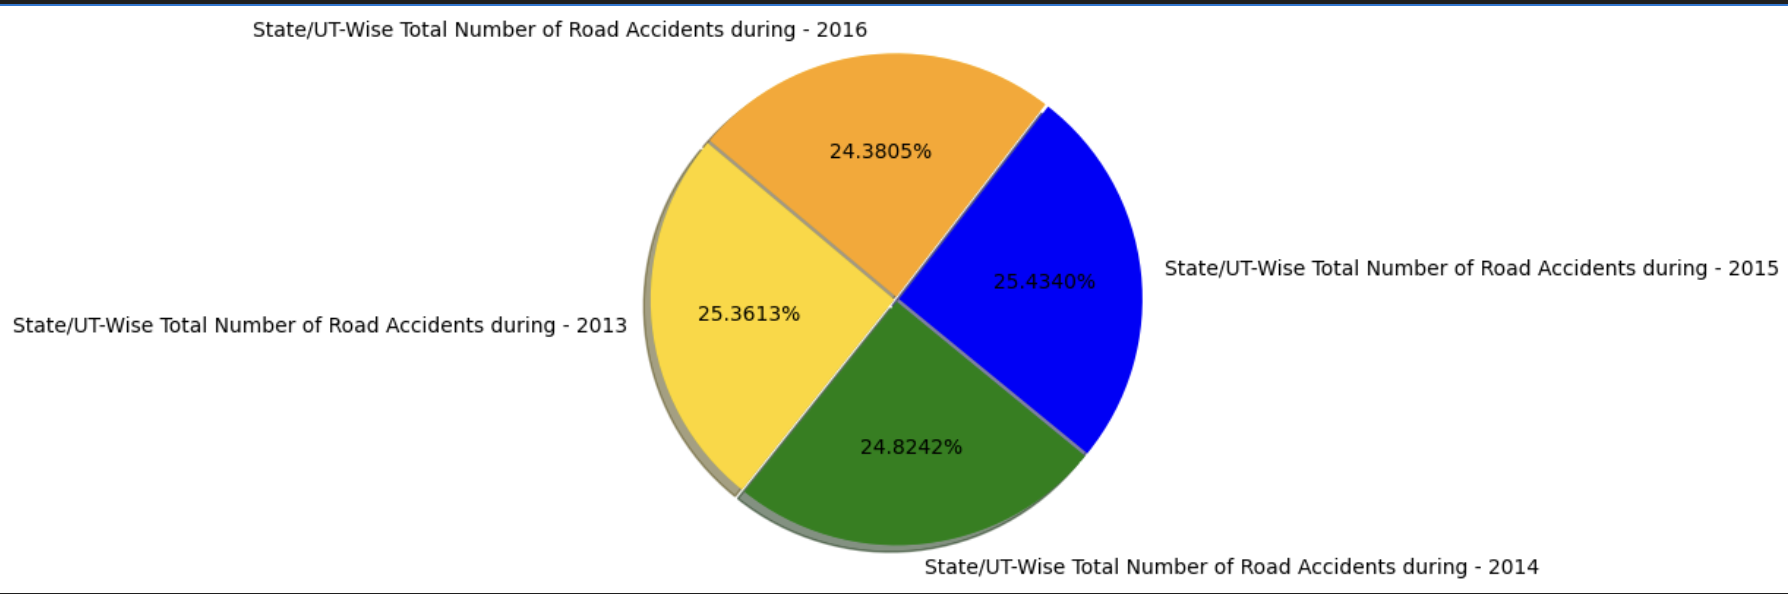 State/UT-Wise Total Number of Road Accidents during - 2016
24.3805%
State/UT-Wise Total Number of Road Accidents during - 2015
25.4340%
25.3613%
State/UT-Wise Total Number of Road Accidents during - 2013
24.8242%
State/UT-Wise Total Number of Road Accidents during - 2014